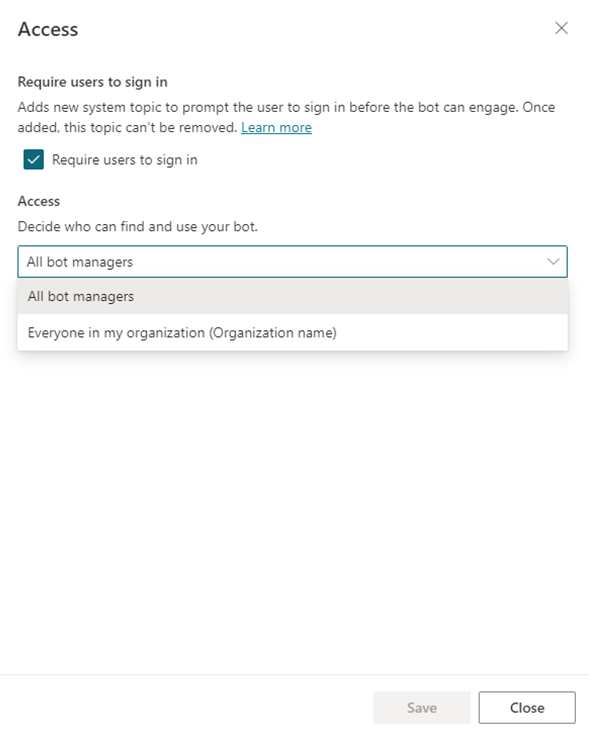 Access
Require users to sign in
Adds new system topic to prompt the user to sign in before the bot can engage. Once
added, this topic can't be removed. Learn more
Require users to sign in
Access
Decide who can find and use your bot.
All bot managers
All bot managers
Everyone in my organization (Organization name)
Save
Close